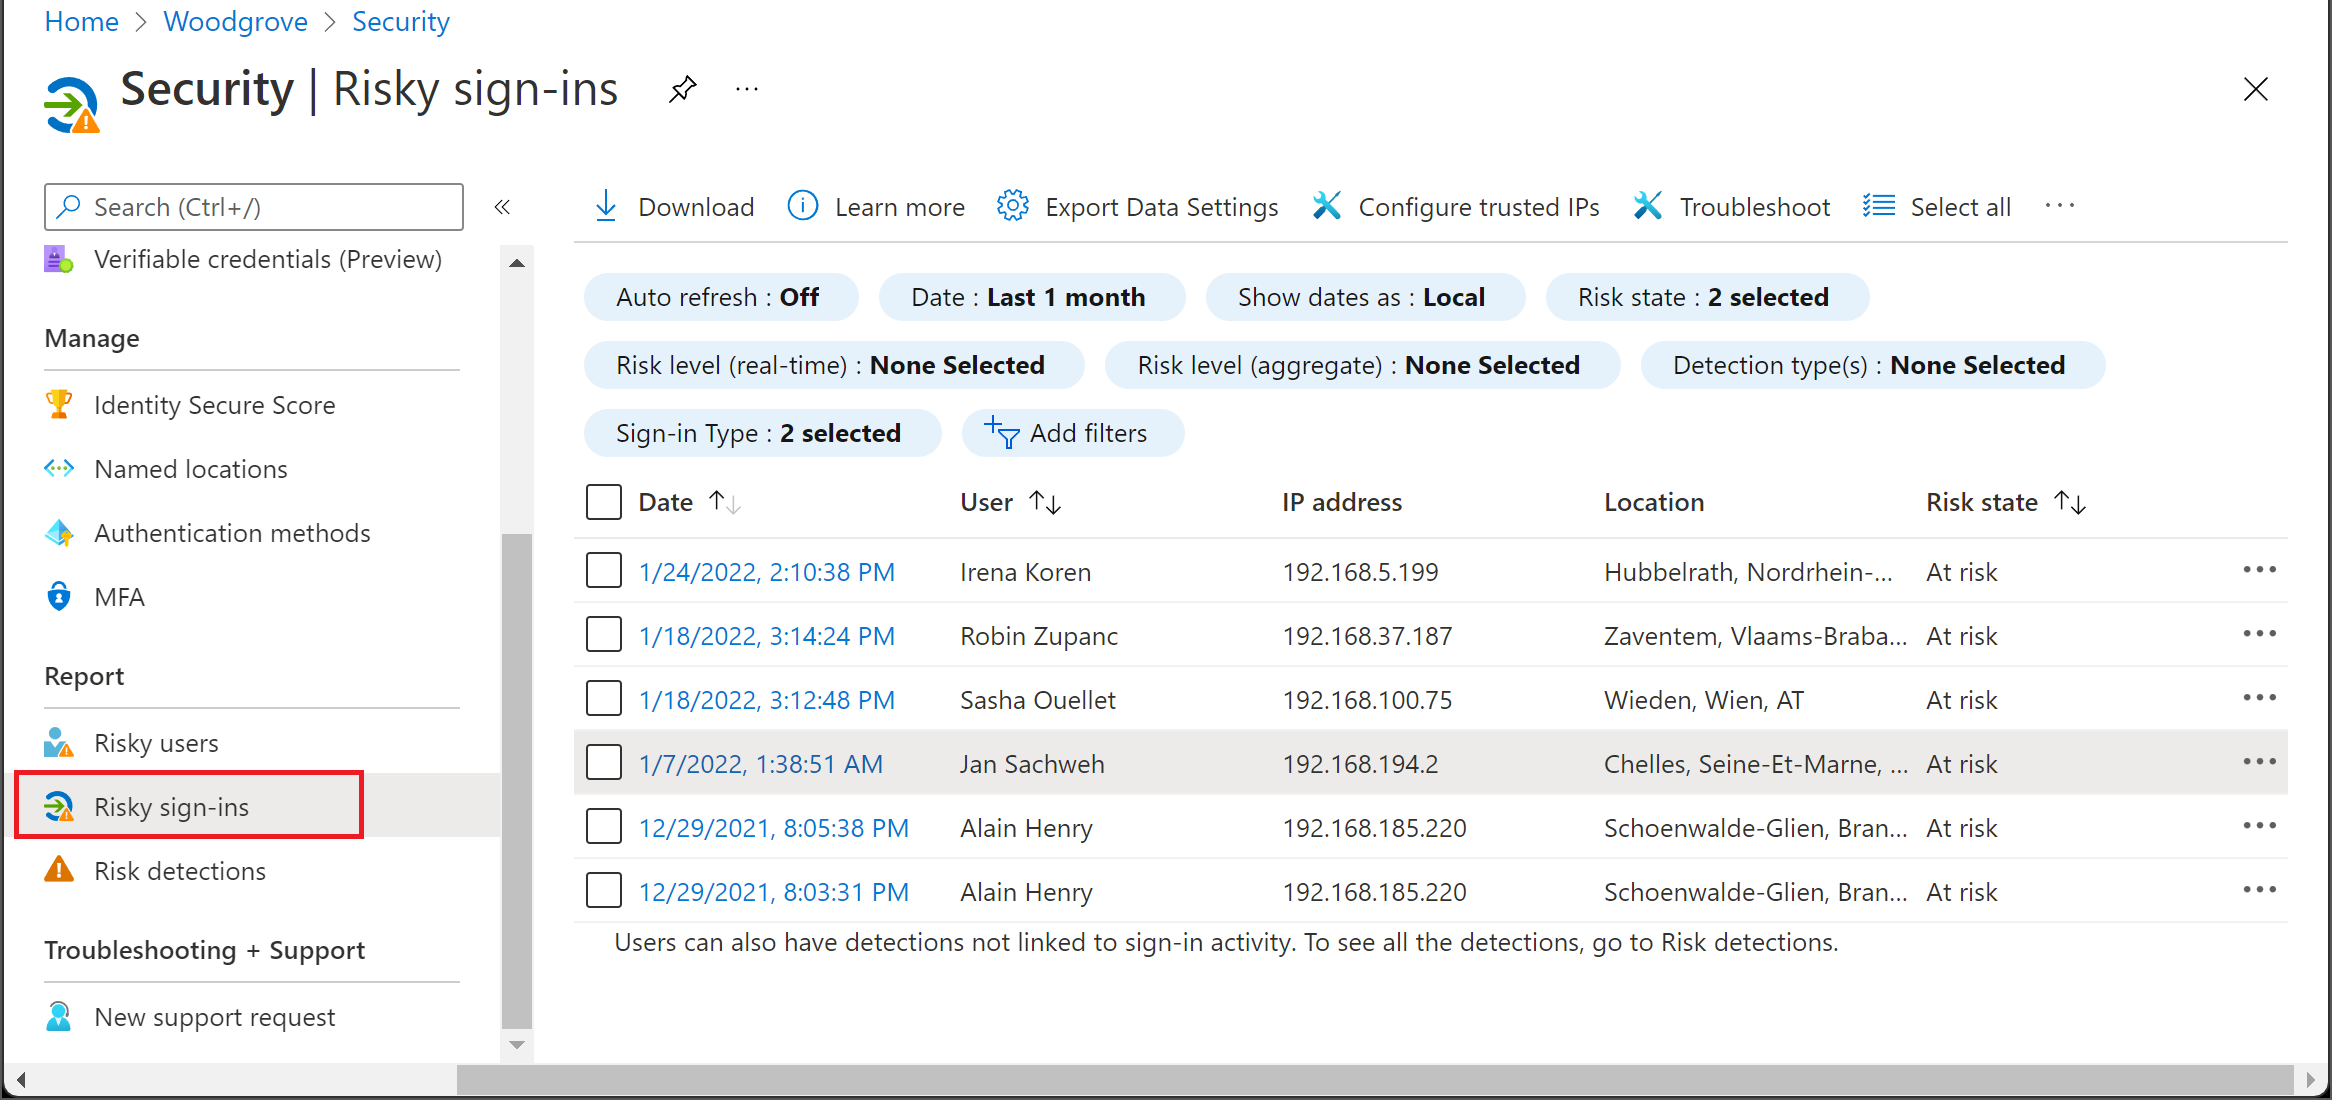 Home > Woodgrove > Security
Security | Risky sign-ins ...
Search (Ctrl+/) «
Verifiable credentials (Preview)
Manage
Identity Secure Score
Named locations
Authentication methods
MFA
Report
Risky users
Risky sign-ins
Risk detections
Troubleshooting + Support
New support request
Download Learn more Export Data Settings Configure trusted IPs Troubleshoot Select all ...
Auto refresh : Off Date : Last 1 month Show dates as : Local Risk state : 2 selected
Risk level (real-time) : None Selected Risk level (aggregate) : None Selected Detection type(s) : None Selected
Sign-in Type : 2 selected Add filters
Date ↑↓ User ↑↓ IP address Location Risk state ↑↓
1/24/2022, 2:10:38 PM Irena Koren 192.168.5.199 Hubbelrath, Nordrhein-... At risk ...
1/18/2022, 3:14:24 PM Robin Zupanc 192.168.37.187 Zaventem, Vlaams-Braba... At risk ...
1/18/2022, 3:12:48 PM Sasha Ouellet 192.168.100.75 Wieden, Wien, AT At risk ...
1/7/2022, 1:38:51 AM Jan Sachweh 192.168.194.2 Chelles, Seine-Et-Marne, ... At risk ...
12/29/2021, 8:05:38 PM Alain Henry 192.168.185.220 Schoenwalde-Glien, Bran... At risk ...
12/29/2021, 8:03:31 PM Alain Henry 192.168.185.220 Schoenwalde-Glien, Bran... At risk ...
Users can also have detections not linked to sign-in activity. To see all the detections, go to Risk detections.